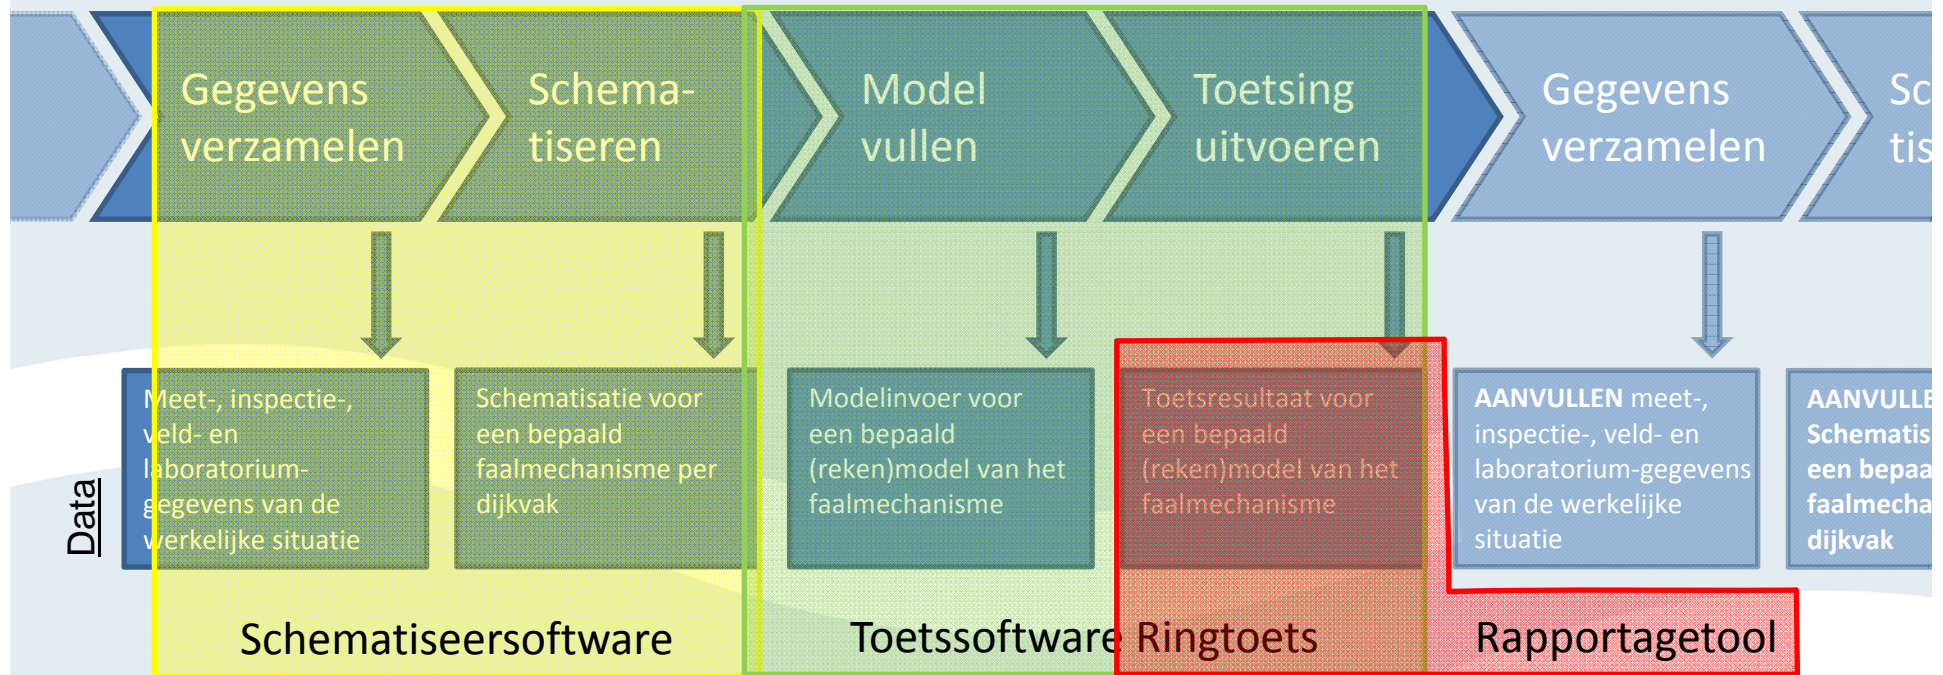 Gegevens
verzamelen
Schema-
tiseren
Model
vullen
Toetsing
uitvoeren
Gegevens
verzamelen
Sc
tis
Data
Meet-, inspectie-,
veld- en
laboratorium-
gegevens van de
werkelijke situatie
Schematisatie voor
een bepaald
faalmechanisme per
dijkvak
Modelinvoer voor
een bepaald
(reken)model van het
faalmechanisme
Toetsresultaat voor
een bepaald
(reken)model van het
faalmechanisme
AANVULLEN meet-,
inspectie-, veld- en
laboratorium-gegevens
van de werkelijke
situatie
AANVULLE
Schematis
een bepaa
faalmecha
dijkvak
Schematiseersoftware
Toetssoftware Ringtoets
Rapportagetool